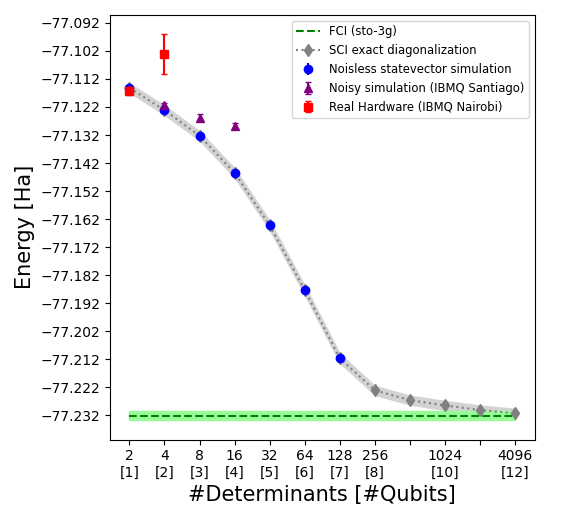 FCI (sto-3g)
SCI exact diagonalization
Noiseless statevector simulation
Noisy simulation (IBMQ Santiago)
Real Hardware (IBMQ Nairobi)
Energy [Ha]
−77.092
−77.102
−77.112
−77.122
−77.132
−77.142
−77.152
−77.162
−77.172
−77.182
−77.192
−77.202
−77.212
−77.222
−77.232
2 4 8 16 32 64 128 256 1024 4096
[1] [2] [3] [4] [5] [6] [7] [8] [10] [12]
#Determinants [#Qubits]